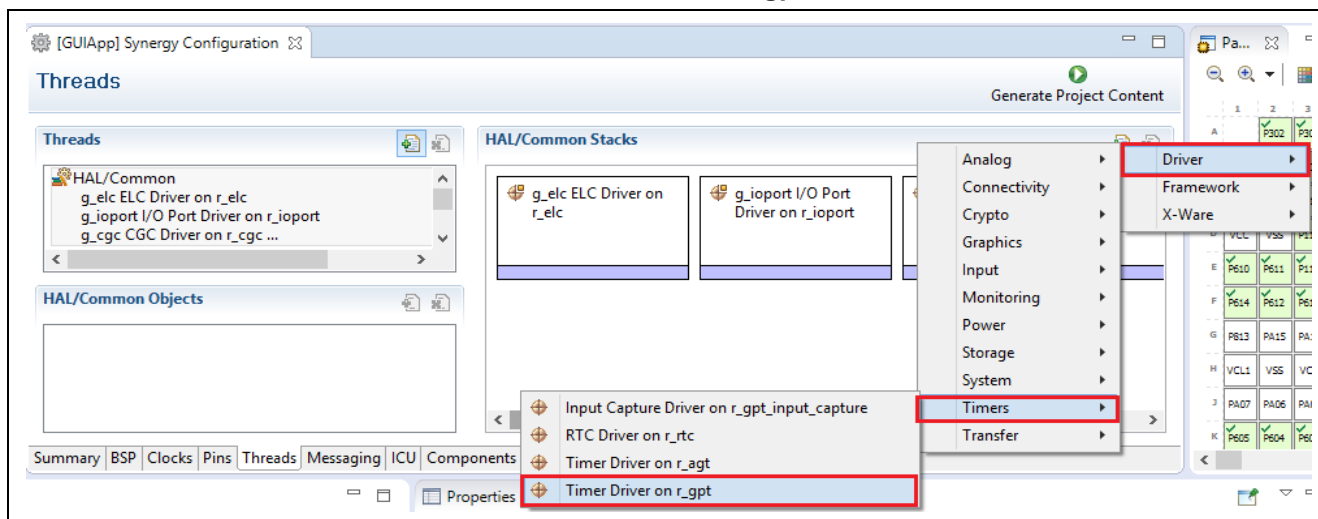 [GUIApp] Synergy Configuration
Threads
Generate Project Content
Threads
HAL/Common
g_elc ELC Driver on r_elc
g_ioport I/O Port Driver on r_ioport
g_cgc CGC Driver on r_cgc ...
HAL/Common Objects
HAL/Common Stacks
g_elc ELC Driver on
r_elc
g_ioport I/O Port
Driver on r_ioport
Analog
Connectivity
Crypto
Graphics
Input
Monitoring
Power
Storage
System
Timers
Transfer
Driver
Framework
X-Ware
Input Capture Driver on r_gpt_input_capture
RTC Driver on r_rtc
Timer Driver on r_agt
Timer Driver on r_gpt
Summary BSP Clocks Pins Threads Messaging ICU Components
Properties
Pa...
1 2 3
A P302
VCC VSS
E P610 P611
F P614 P612
G P813 PA15
H VCL1 VSS
J PA07 PA06
K P605 P604